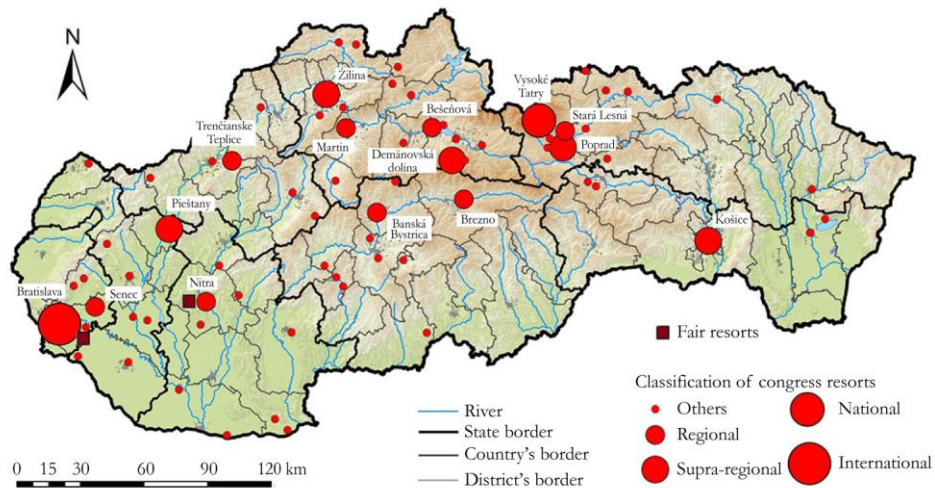 N
Žilina
Vysoké
Tatry
Bešeňová
Stará Lesná
Trenčianske
Teplice
Martin
Demänovská
dolina
Poprad
Piešťany
Banská
Bystrica
Brezno
Košice
Bratislava
Senec
Nitra
Fair resorts
Classification of congress resorts
Others
National
Regional
Supra-regional
International
River
State border
Country's border
District's border
0 15 30 60 90 120 km